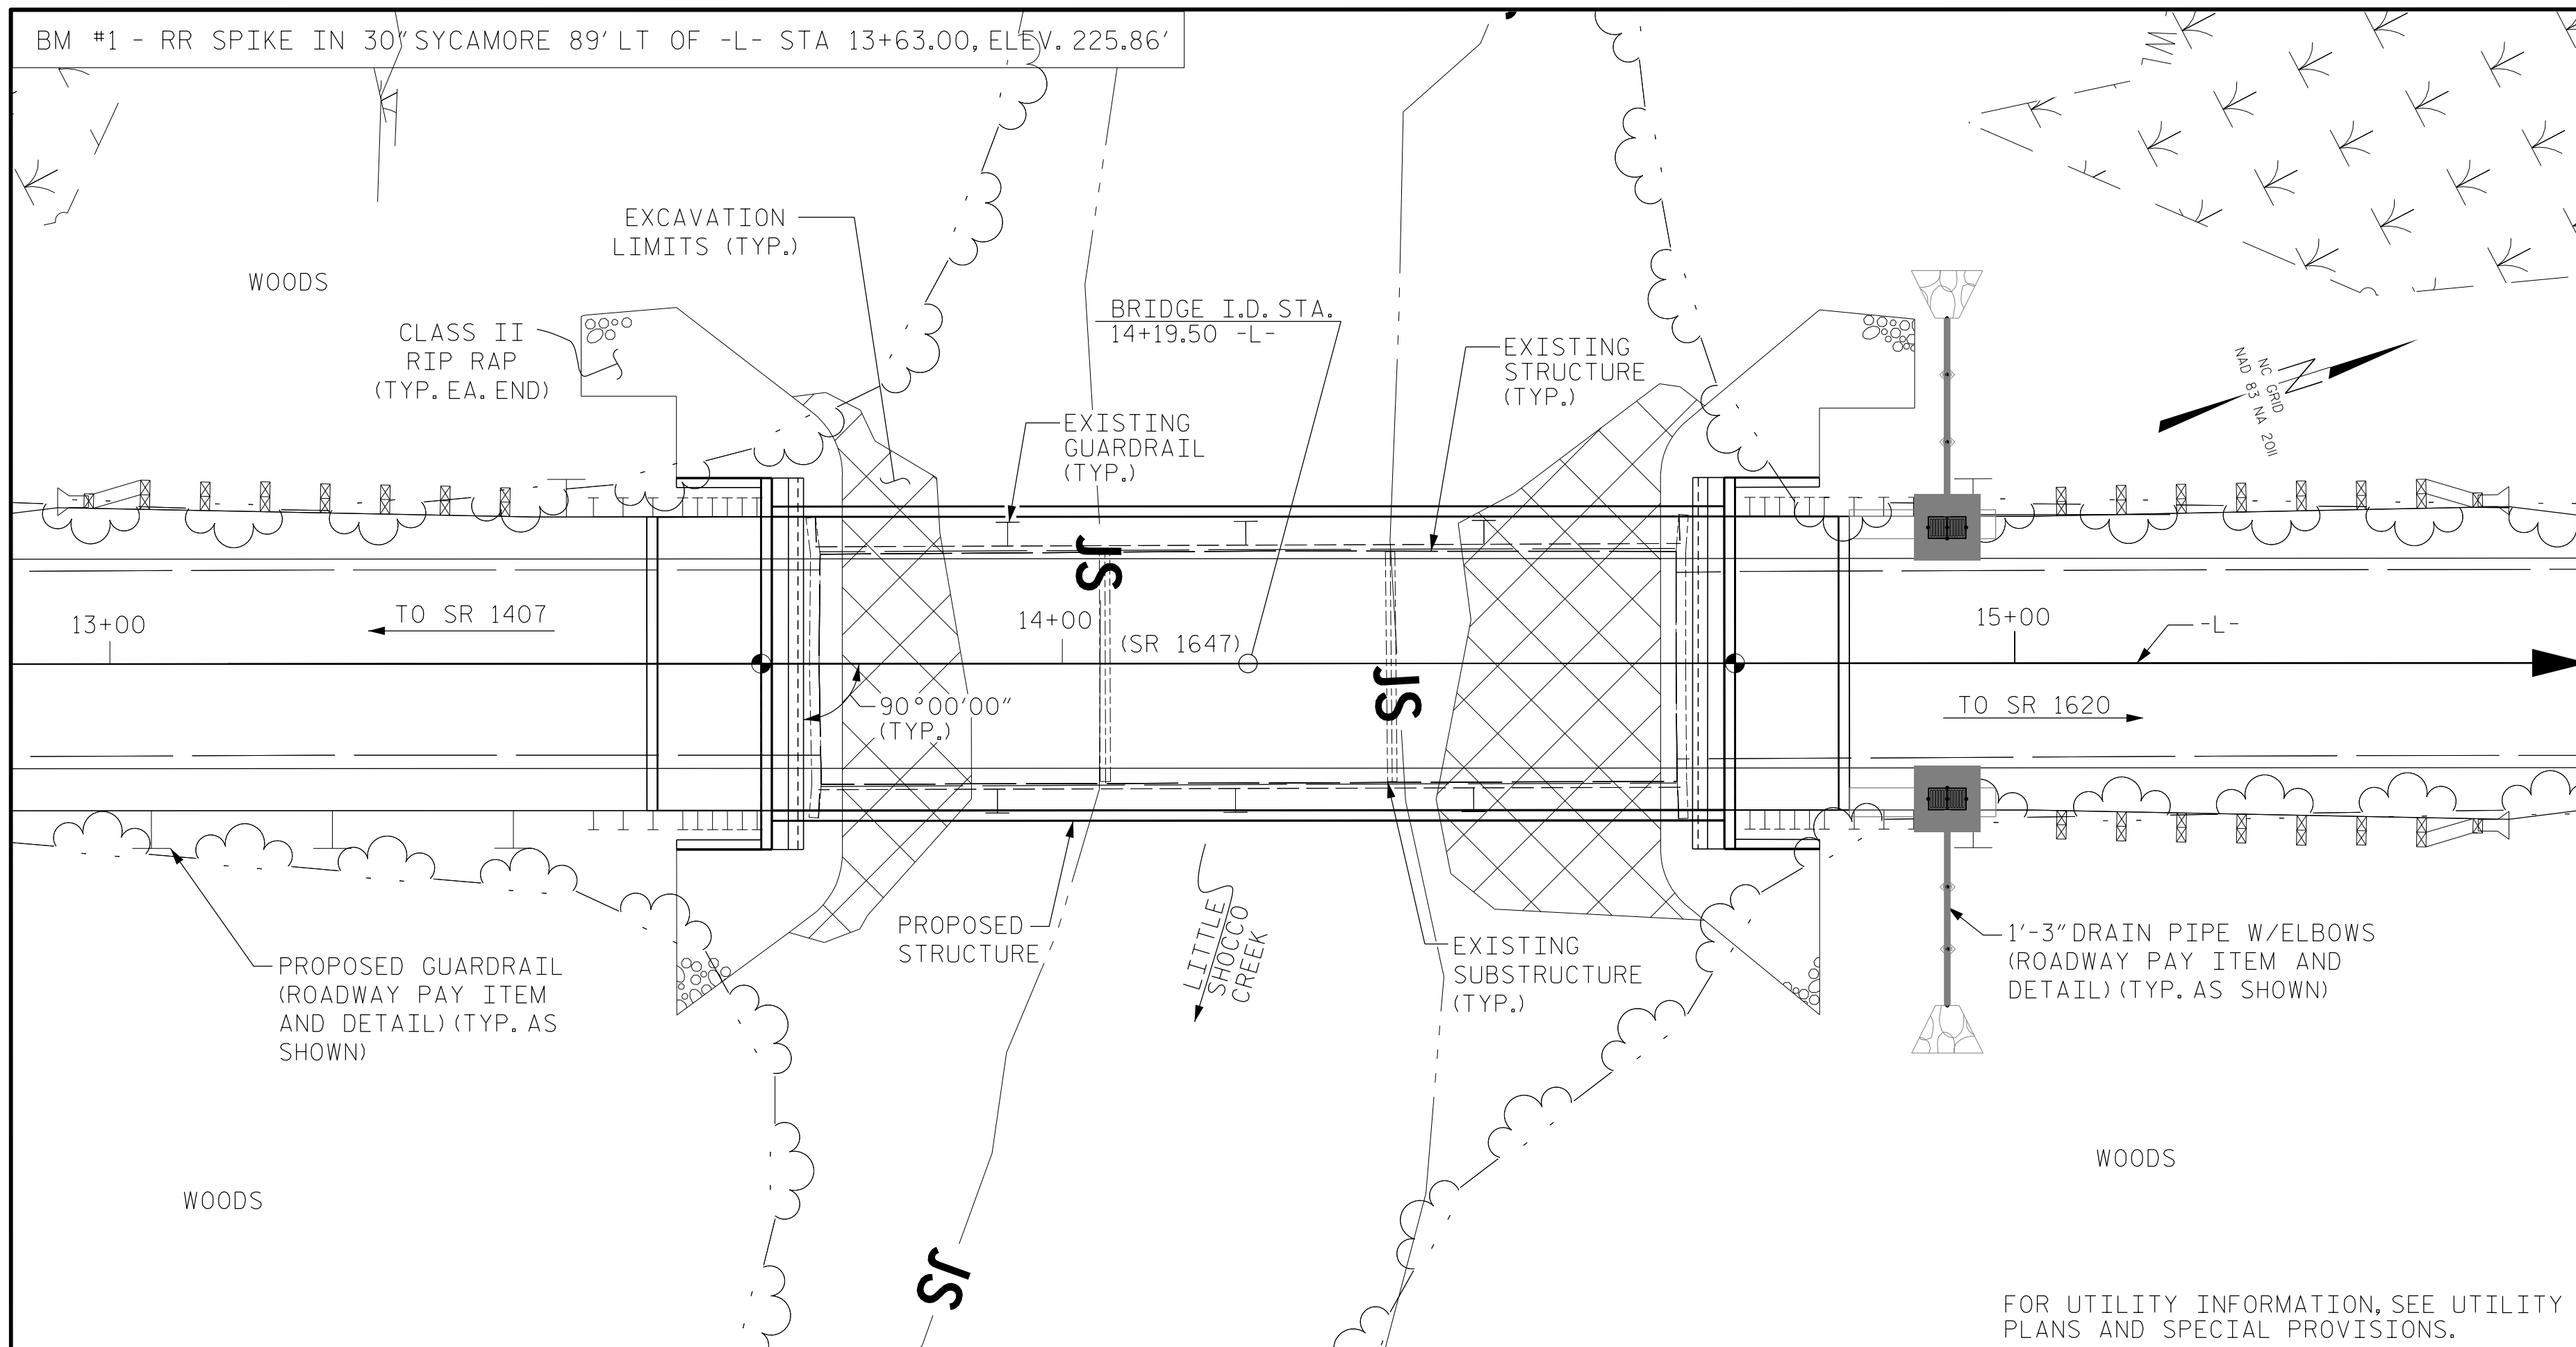 BM #1 - RR SPIKE IN 30" SYCAMORE 89' LT OF -L- STA 13+63.00, ELEV. 225.86'
WL
EXCAVATION
LIMITS (TYP.)
WOODS
CLASS II
RIP RAP
(TYP. EA. END)
BRIDGE I.D. STA.
14+19.50 -L-
EXISTING
STRUCTURE
(TYP.)
EXISTING
GUARDRAIL
(TYP.)
NC GRID
NAD 83 NA 2011
N
JS
13+00
TO SR 1407
14+00
(SR 1647)
15+00
-L-
JS
90°00'00"
(TYP.)
TO SR 1620
PROPOSED
STRUCTURE
LITTLE
SHOCCO
CREEK
EXISTING
SUBSTRUCTURE
(TYP.)
1'-3" DRAIN PIPE W/ELBOWS
(ROADWAY PAY ITEM AND
DETAIL) (TYP. AS SHOWN)
PROPOSED GUARDRAIL
(ROADWAY PAY ITEM
AND DETAIL) (TYP. AS
SHOWN)
WOODS
WOODS
JS
FOR UTILITY INFORMATION, SEE UTILITY
PLANS AND SPECIAL PROVISIONS.